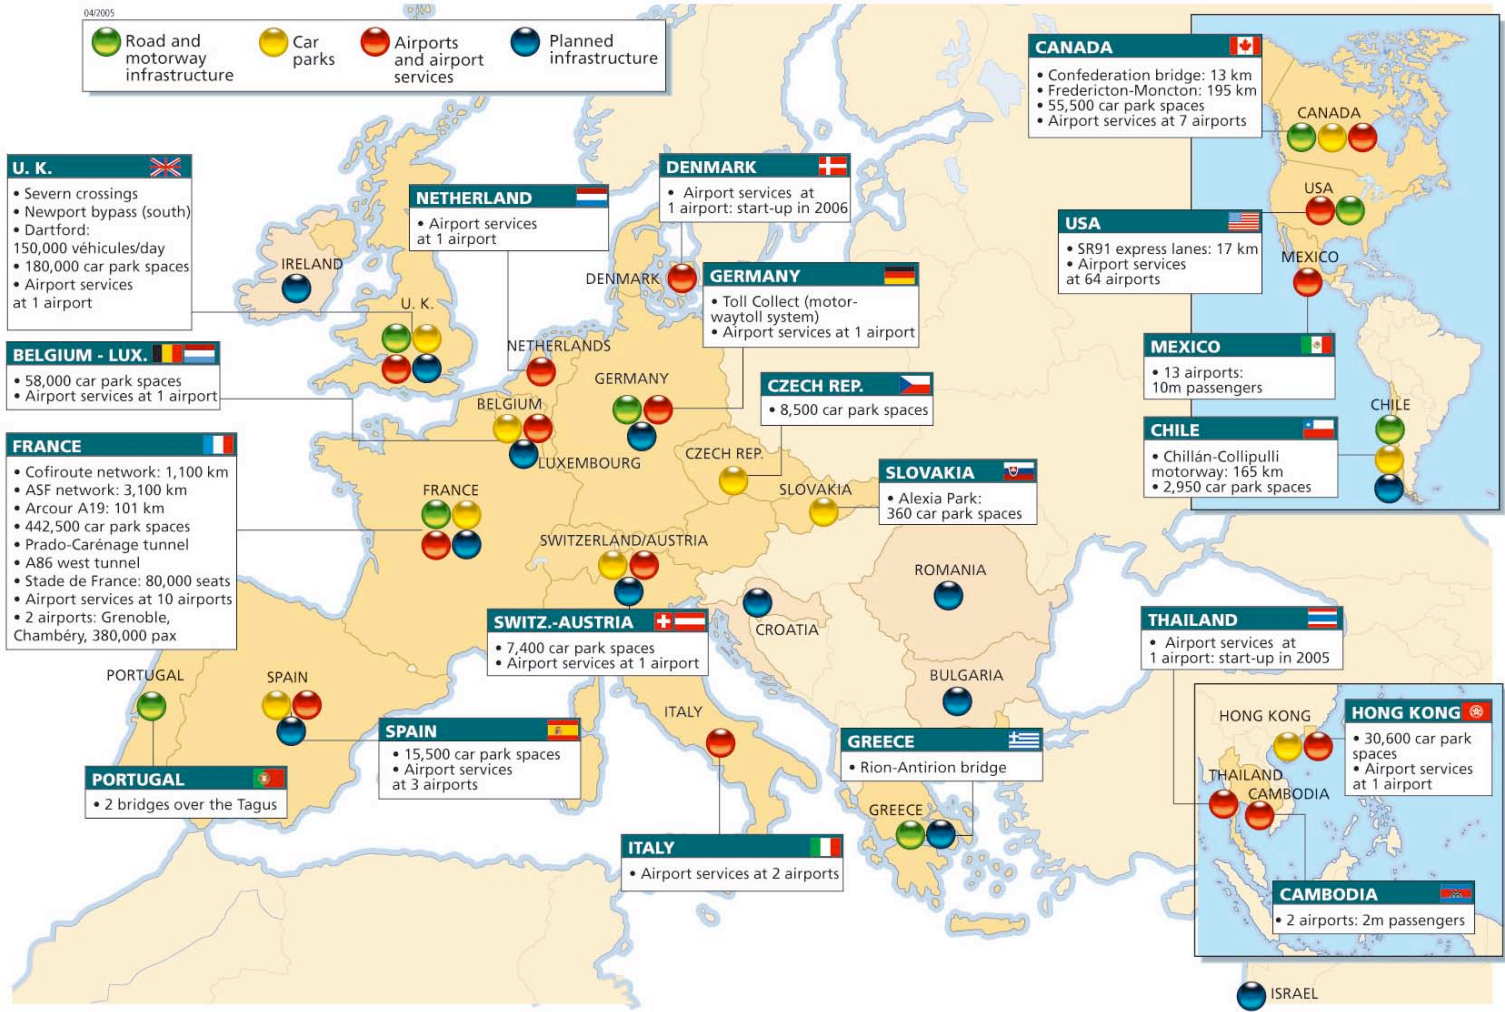 04/2005
Road and
motorway
infrastructure
Car
parks
Airports
and airport
services
Planned
infrastructure
CANADA
• Confederation bridge: 13 km
• Fredericton-Moncton: 195 km
• 55,500 car park spaces
• Airport services at 7 airports
CANADA
USA
USA
• SR91 express lanes: 17 km
• Airport services
at 64 airports
MEXICO
MEXICO
• 13 airports:
10m passengers
CHILE
CHILE
• Chillán-Collipulli
motorway: 165 km
• 2,950 car park spaces
U. K.
• Severn crossings
• Newport bypass (south)
• Dartford:
150,000 véhicules/day
• 180,000 car park spaces
• Airport services
at 1 airport
NETHERLAND
• Airport services
at 1 airport
DENMARK
• Airport services at
1 airport: start-up in 2006
IRELAND
U. K.
DENMARK
GERMANY
• Toll Collect (motor-
waytoll system)
• Airport services at 1 airport
BELGIUM - LUX.
• 58,000 car park spaces
• Airport services at 1 airport
NETHERLANDS
GERMANY
CZECH REP.
• 8,500 car park spaces
BELGIUM
LUXEMBOURG
CZECH REP.
FRANCE
• Cofiroute network: 1,100 km
• ASF network: 3,100 km
• Arcour A19: 101 km
• 442,500 car park spaces
• Prado-Carénage tunnel
• A86 west tunnel
• Stade de France: 80,000 seats
• Airport services at 10 airports
• 2 airports: Grenoble,
Chambéry, 380,000 pax
FRANCE
SLOVAKIA
SLOVAKIA
• Alexia Park:
360 car park spaces
SWITZERLAND/AUSTRIA
SWITZ.-AUSTRIA
• 7,400 car park spaces
• Airport services at 1 airport
ROMANIA
CROATIA
BULGARIA
THAILAND
• Airport services at
1 airport: start-up in 2005
PORTUGAL
SPAIN
PORTUGAL
• 2 bridges over the Tagus
SPAIN
• 15,500 car park spaces
• Airport services
at 3 airports
ITALY
ITALY
• Airport services at 2 airports
GREECE
• Rion-Antirion bridge
GREECE
HONG KONG
HONG KONG
• 30,600 car park
spaces
• Airport services
at 1 airport
THAILAND
CAMBODIA
CAMBODIA
• 2 airports: 2m passengers
ISRAEL